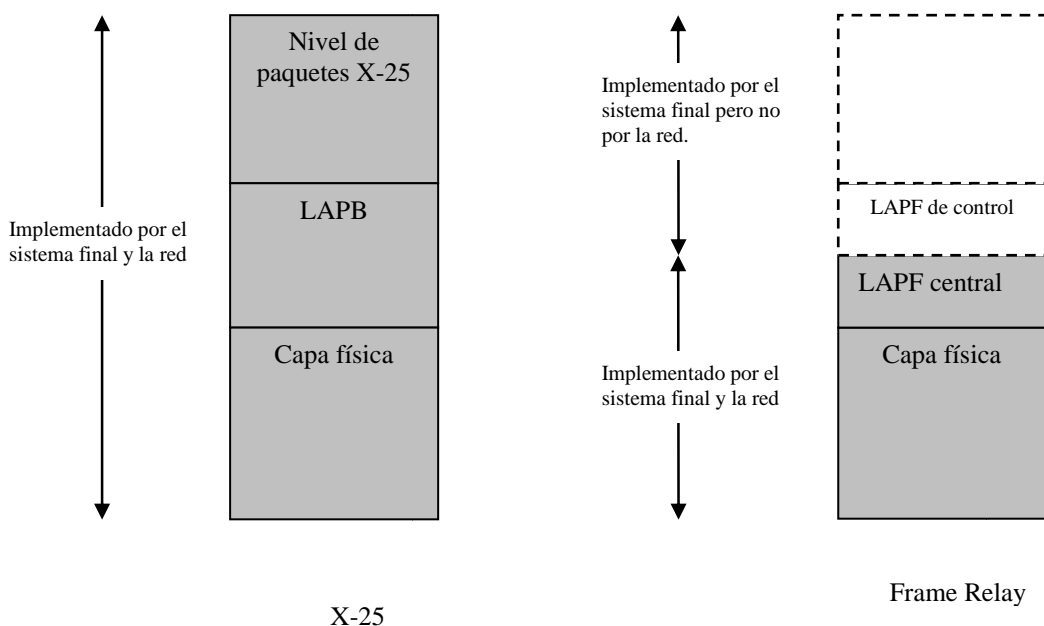 Nivel de
paquetes X-25
LAPB
Capa física
Implementado por el
sistema final y la red
X-25
Implementado por el
sistema final pero no
por la red.
Implementado por el
sistema final y la red
LAPF de control
LAPF central
Capa física
Frame Relay